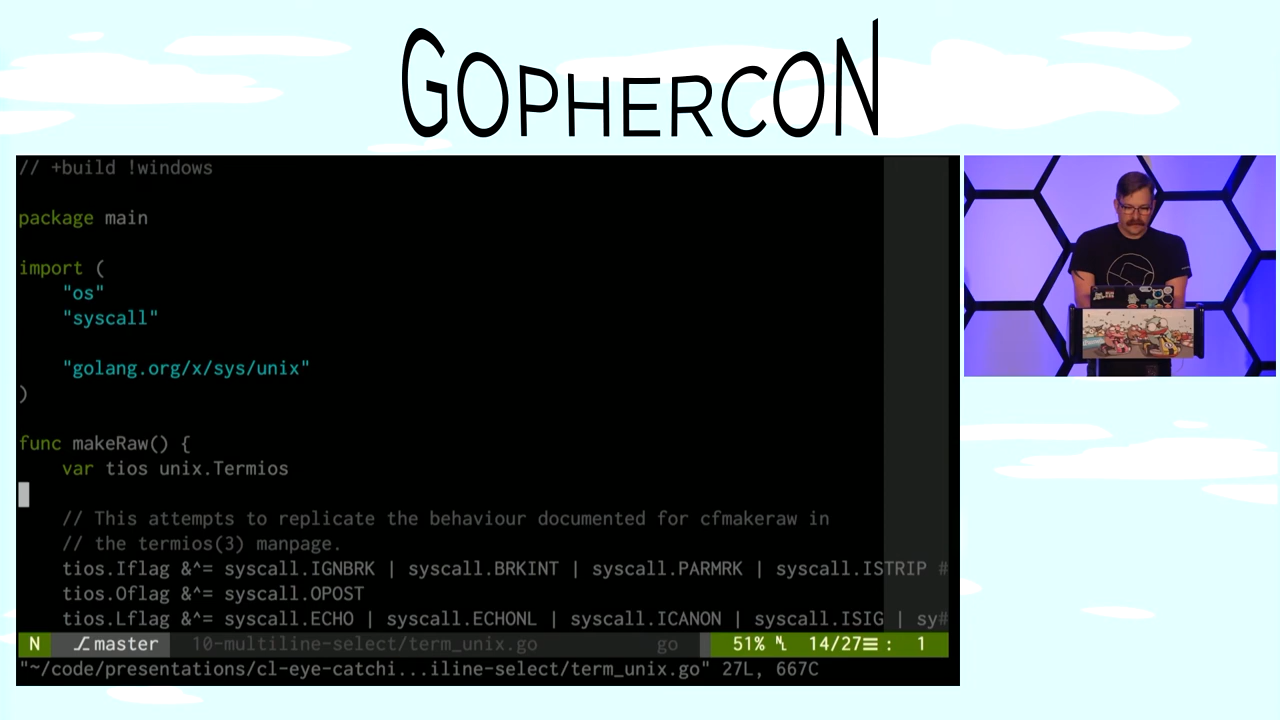 GOPHERCON
// +build !windows
package main
import (
"os"
"syscall"
"golang.org/x/sys/unix"
)
func makeRaw() {
var tios unix.Termios
// This attempts to replicate the behaviour documented for cfmakeraw in
// the termios(3) manpage.
tios.Iflag &^= syscall.IGNBRK | syscall.BRKINT | syscall.PARMRK | syscall.ISTRIP #
tios.Oflag &^= syscall.OPOST
tios.Lflag &^= syscall.ECHO | syscall.ECHONL | syscall.ICANON | syscall.ISIG | sy#
N master 10-multiline-select/term_unix.go go 51% 14/27☰ : 1
"~/code/presentations/cl-eye-catchi...iline-select/term_unix.go" 27L, 667C